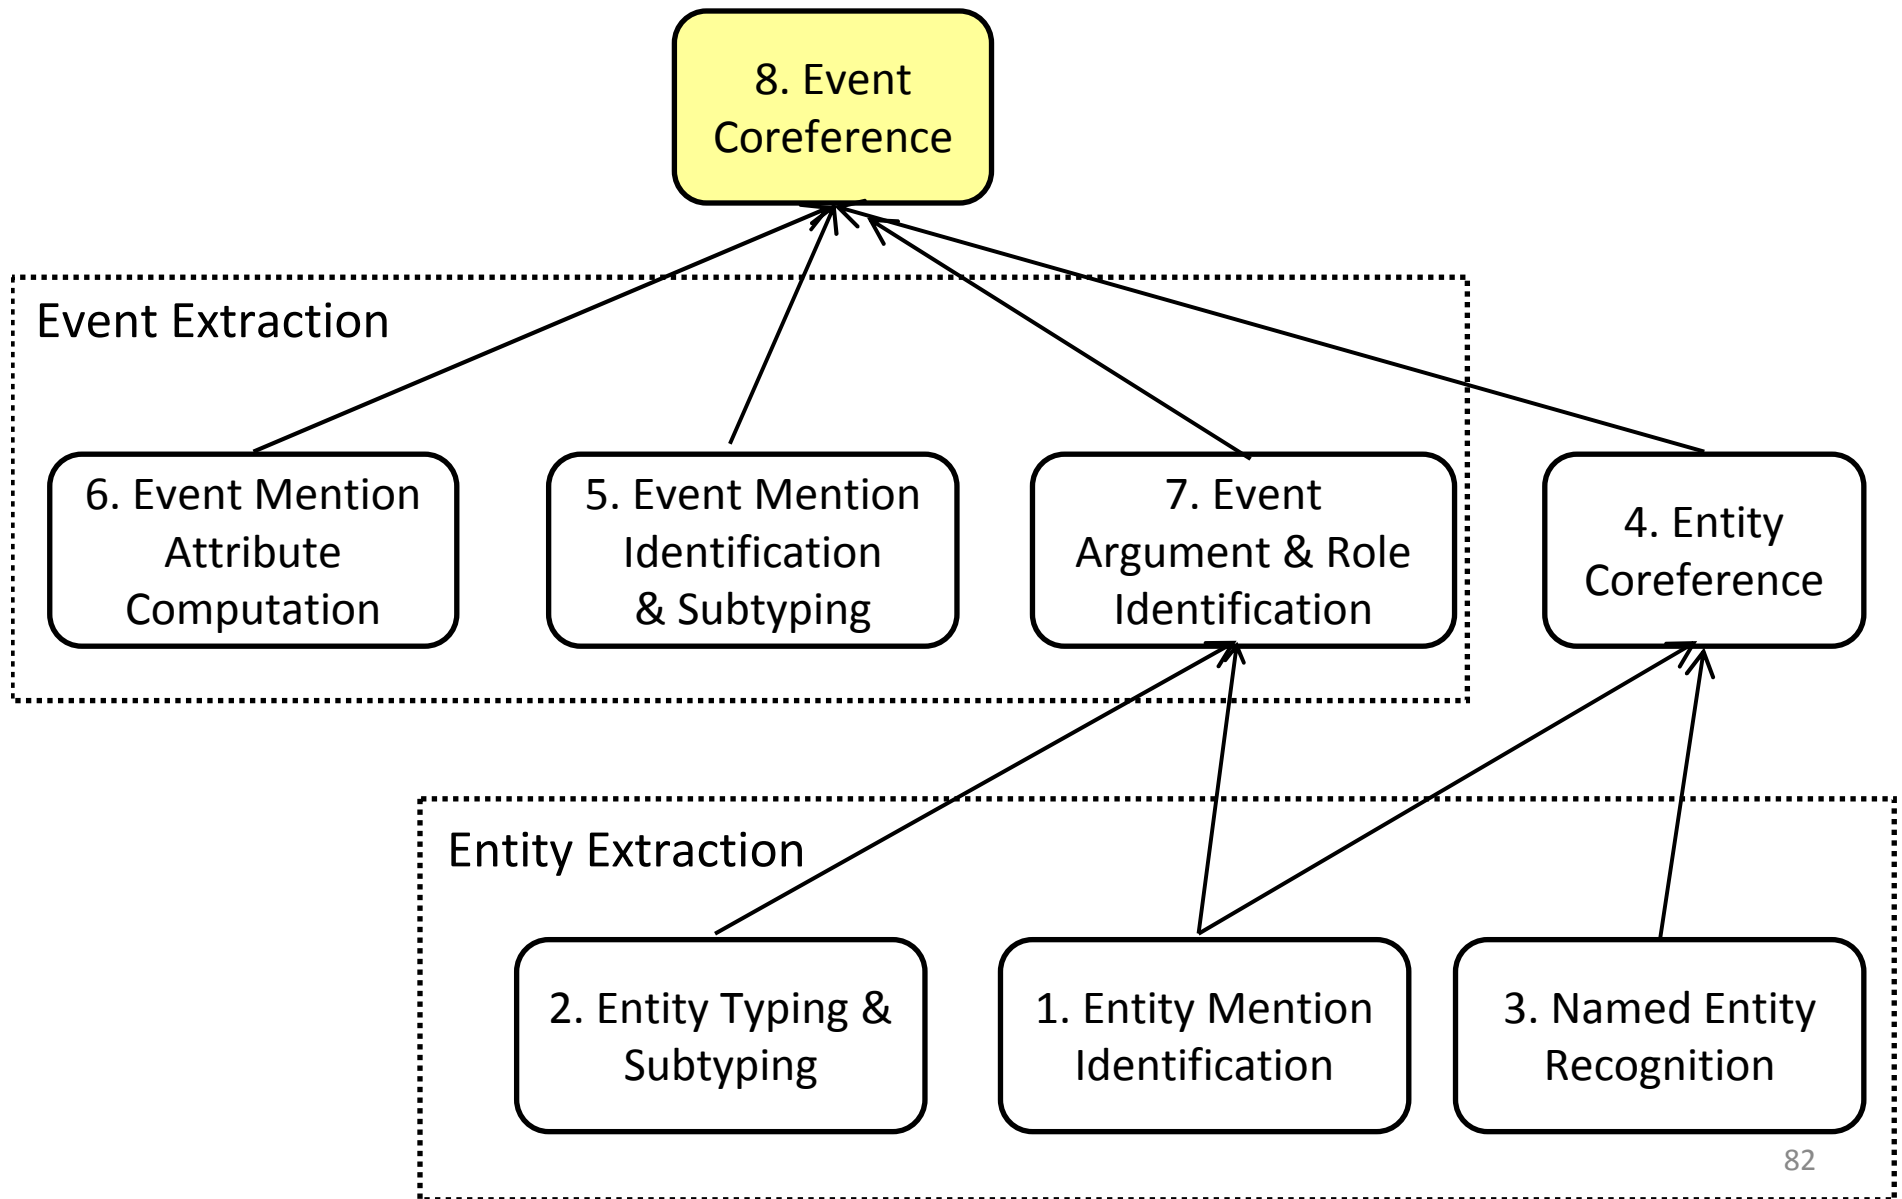 8. Event
Coreference
Event Extraction
6. Event Mention
Attribute
Computation
5. Event Mention
Identification
& Subtyping
7. Event
Argument & Role
Identification
4. Entity
Coreference
Entity Extraction
2. Entity Typing &
Subtyping
1. Entity Mention
Identification
3. Named Entity
Recognition
82